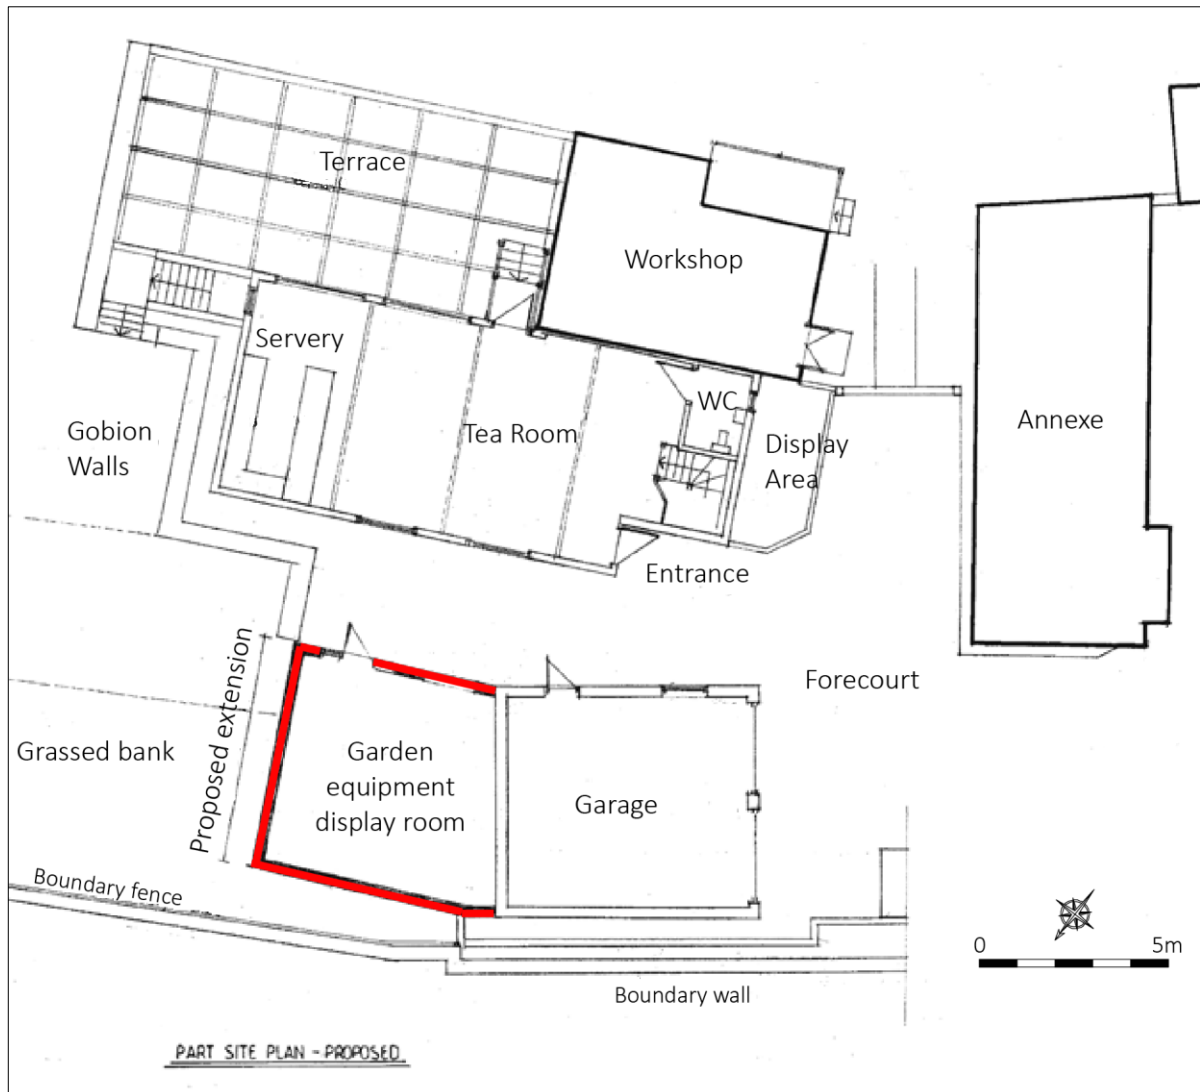 Terrace
Workshop
Servery
WC
Annexe
Gobion
Walls
Tea Room
Display
Area
Entrance
Proposed extension
Forecourt
Grassed bank
Garden
equipment
display room
Garage
Boundary fence
0 5m
Boundary wall
PART SITE PLAN - PROPOSED